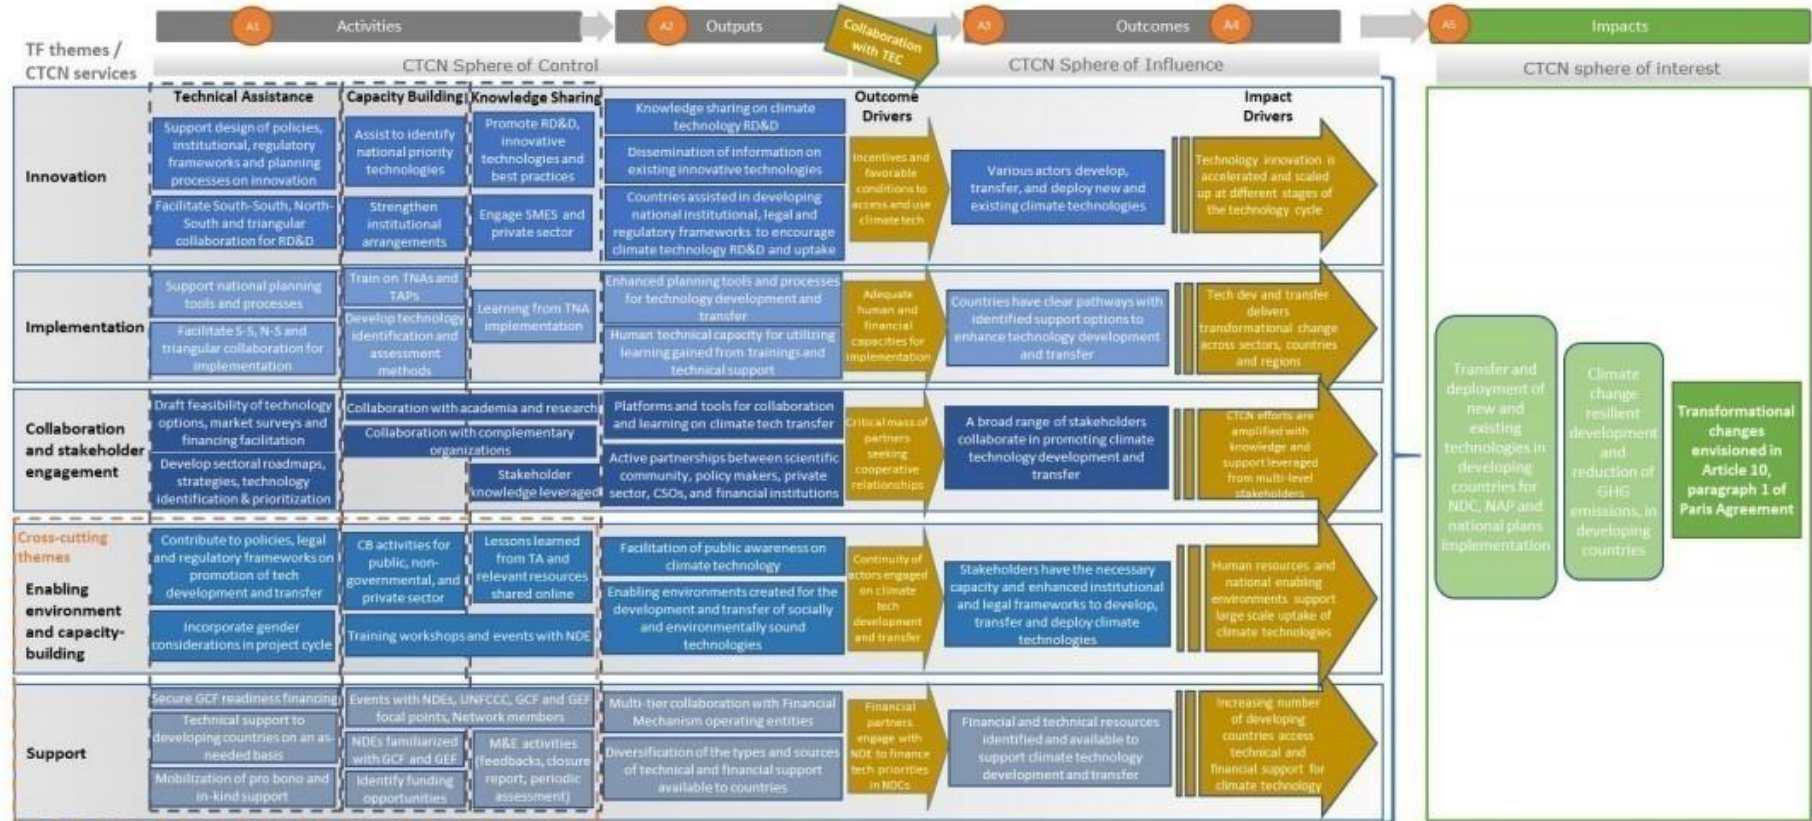 A1
Activities
A2
Outputs
Collaboration
with TEC
A3
Outcomes
A4
A5
Impacts
TF themes /
CTCN services
CTCN Sphere of Control
CTCN Sphere of Influence
CTCN sphere of interest
Technical Assistance
Capacity Building
Knowledge Sharing
Outcome
Drivers
Impact
Drivers
Innovation
Support design of policies,
institutional, regulatory
frameworks and planning
processes on innovation
Facilitate South-South, North-
South and triangular
collaboration for RD&D
Assist to identify
national priority
technologies
Strengthen
institutional
arrangements
Promote RD&D,
innovative
technologies and
best practices
Engage SMES and
private sector
Knowledge sharing on climate
technology RD&D
Dissemination of information on
existing innovative technologies
Countries assisted in developing
national institutional, legal and
regulatory frameworks to encourage
climate technology RD&D and uptake
Incentives and
favorable
conditions to
access and use
climate tech
Various actors develop,
transfer, and deploy new and
existing climate technologies
Technology innovation is
accelerated and scaled
up at different stages of
the technology cycle
Implementation
Support national planning
tools and processes
Facilitate S-S, N-S and
triangular collaboration for
implementation
Train on TNAs and
TAPs
Develop technology
identification and
assessment
methods
Learning from TNA
implementation
Enhanced planning tools and processes
for technology development and
transfer
Human technical capacity for utilizing
learning gained from trainings and
technical support
Adequate
human and
financial
capacities for
implementation
Countries have clear pathways with
identified support options to
enhance technology development
and transfer
Tech dev and transfer
delivers
transformational change
across sectors, countries
and regions
Collaboration
and stakeholder
engagement
Draft feasibility of technology
options, market surveys and
financing facilitation
Develop sectoral roadmaps,
strategies, technology
identification & prioritization
Collaboration with academia and research
Collaboration with complementary
organizations
Stakeholder
knowledge leveraged
Platforms and tools for collaboration
and learning on climate tech transfer
Active partnerships between scientific
community, policy makers, private
sector, CSOs, and financial institutions
Critical mass of
partners
seeking
cooperative
relationships
A broad range of stakeholders
collaborate in promoting climate
technology development and
transfer
CTCN efforts are
amplified with
knowledge and
support leveraged
from multi-level
stakeholders
Cross-cutting
themes
Enabling
environment
and capacity-
building
Contribute to policies, legal
and regulatory frameworks on
promotion of tech
development and transfer
Incorporate gender
considerations in project cycle
CB activities for
public, non-
governmental, and
private sector
Lessons learned
from TA and
relevant resources
shared online
Training workshops and events with NDE
Facilitation of public awareness on
climate technology
Enabling environments created for the
development and transfer of socially
and environmentally sound
technologies
Continuity of
actors engaged
on climate
tech
development
and transfer
Stakeholders have the necessary
capacity and enhanced institutional
and legal frameworks to develop,
transfer and deploy climate
technologies
Human resources and
national enabling
environments support
large scale uptake of
climate technologies
Support
Secure GCF readiness financing
Technical support to
developing countries on an as-
needed basis
Mobilization of pro bono and
in-kind support
Events with NDEs, UNFCCC, GCF and GEF
focal points, Network members
NDEs familiarized
with GCF and GEF
Identify funding
opportunities
M&E activities
(feedbacks, closure
report, periodic
assessment)
Multi-tier collaboration with Financial
Mechanism operating entities
Diversification of the types and sources
of technical and financial support
available to countries
Financial
partners
engage with
NDE to finance
tech priorities
in NDCs
Financial and technical resources
identified and available to
support climate technology
development and transfer
Increasing number
of developing
countries access
technical and
financial support for
climate technology
Transfer and
deployment of
new and
existing
technologies in
developing
countries for
NDC, NAP and
national plans
implementation
Climate
change
resilient
development
and
reduction of
GHG
emissions, in
developing
countries
Transformational
changes
envisioned in
Article 10,
paragraph 1 of
Paris Agreement